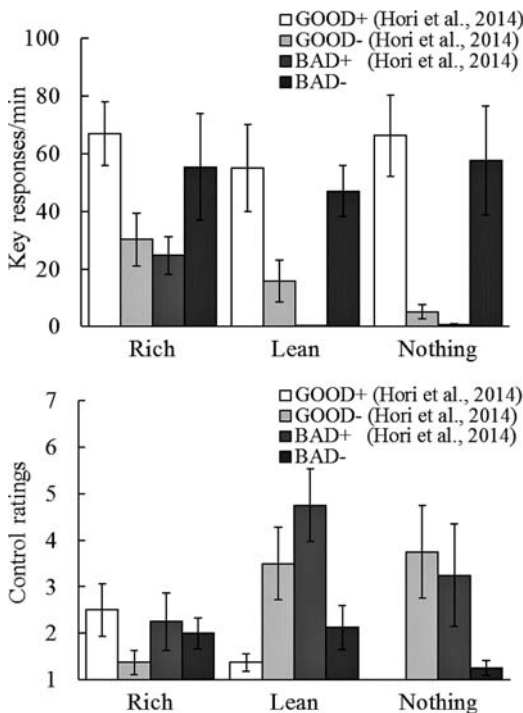 GOOD+ (Hori et al., 2014)
GOOD- (Hori et al., 2014)
BAD+ (Hori et al., 2014)
BAD-
Key responses/min
100
80
60
40
20
0
Rich Lean Nothing
GOOD+ (Hori et al., 2014)
GOOD- (Hori et al., 2014)
BAD+ (Hori et al., 2014)
BAD-
Control ratings
7
6
5
4
3
2
1
Rich Lean Nothing